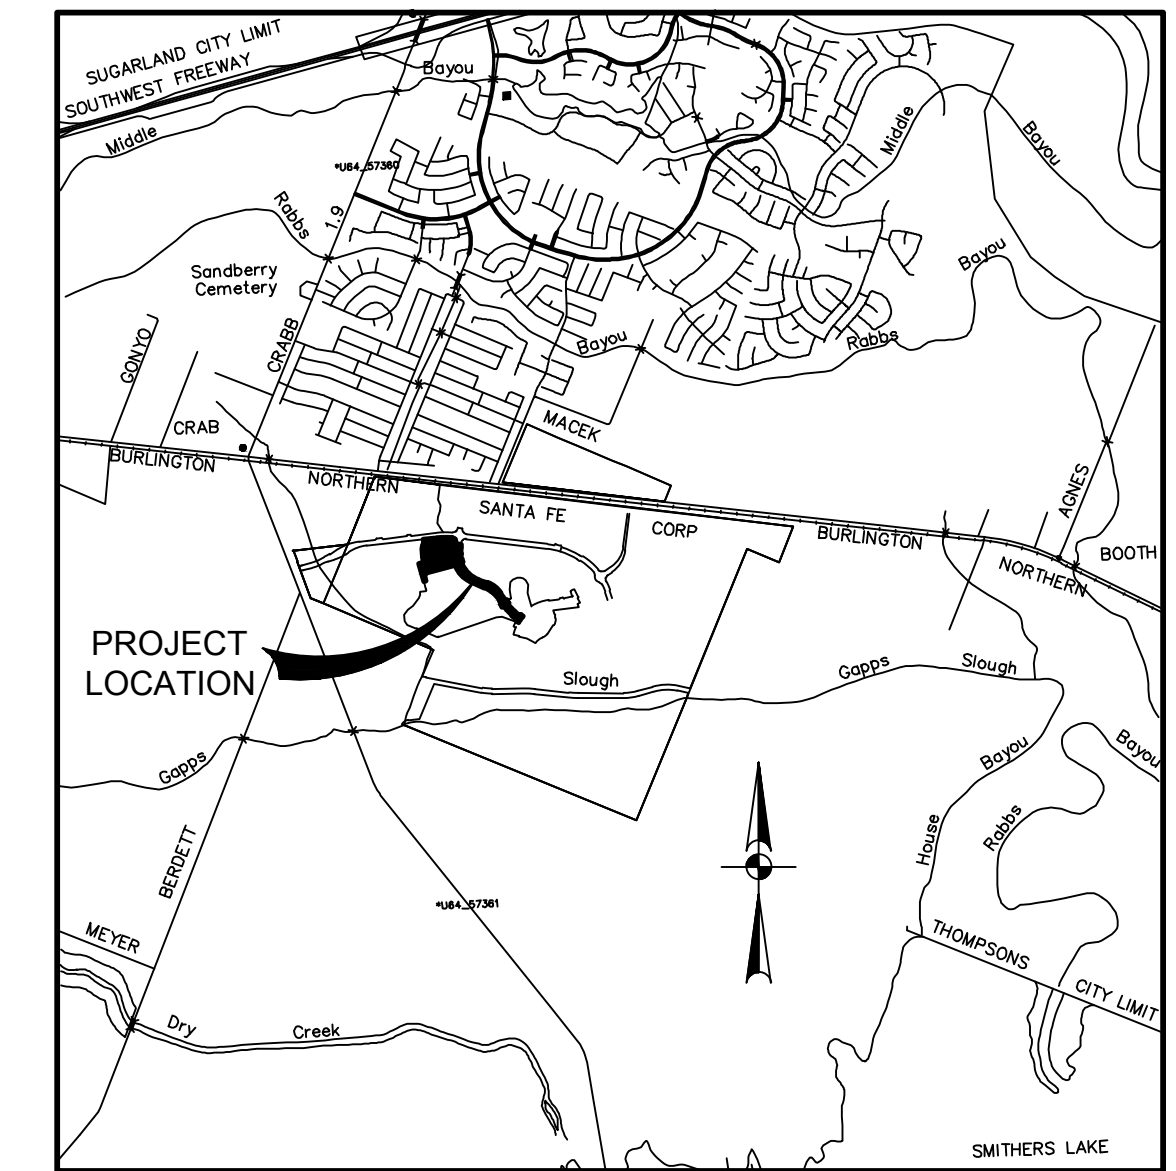 SUGARLAND CITY LIMIT
SOUTHWEST FREEWAY
Bayou
Middle
Middle
Bayou
*U64_57360
Rabbs
1.9
Sandberry
Cemetery
Bayou
GONYO
CRABB
Bayou
Rabbs
CRAB
MACEK
BURLINGTON
NORTHERN
SANTA FE
CORP
BURLINGTON
AGNES
NORTHERN
BOOTH
PROJECT
LOCATION
Slough
Gapps
Slough
Gapps
Bayou
Bayou
Rabbs
House
BERDETT
*U64_57361
MEYER
THOMPSONS
CITY LIMIT
Dry
Creek
SMITHERS LAKE